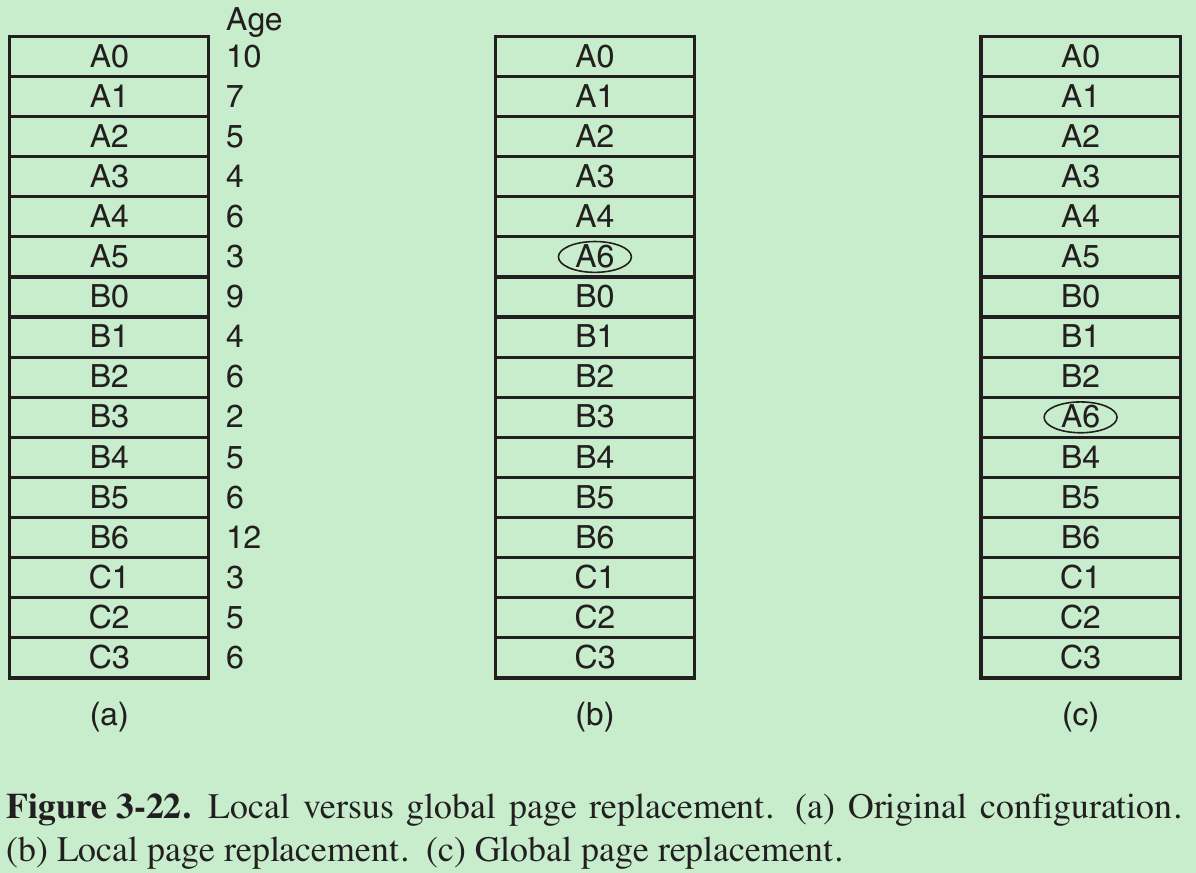 Age
A0 10 A0 A0
A1 7 A1 A1
A2 5 A2 A2
A3 4 A3 A3
A4 6 A4 A4
A5 3 A6 A5
B0 9 B0 B0
B1 4 B1 B1
B2 6 B2 B2
B3 2 B3 A6
B4 5 B4 B4
B5 6 B5 B5
B6 12 B6 B6
C1 3 C1 C1
C2 5 C2 C2
C3 6 C3 C3
(a) (b) (c)
Figure 3-22. Local versus global page replacement. (a) Original configuration.
(b) Local page replacement. (c) Global page replacement.